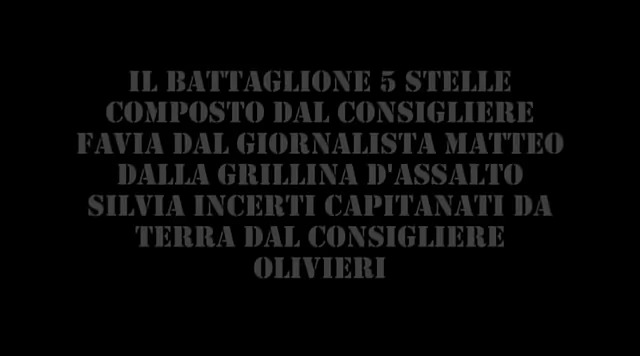 IL BATTAGLIONE 5 STELLE
COMPOSTO DAL CONSIGLIERE
FAVIA DAL GIORNALISTA MATTEO
DALLA GRILLINA D'ASSALTO
SILVIA INCERTI CAPITANATI DA
TERRA DAL CONSIGLIERE
OLIVIERI